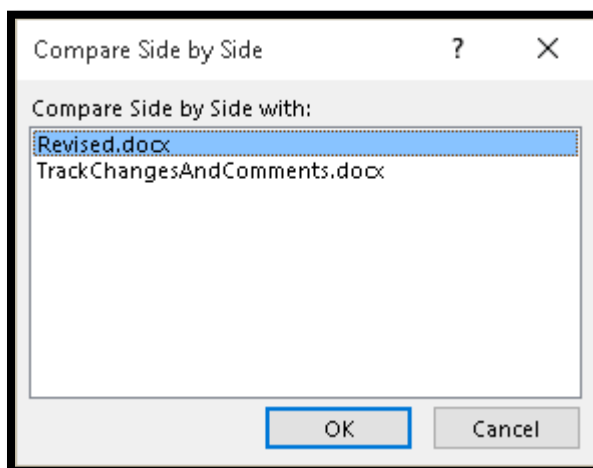 Compare Side by Side ?
Compare Side by Side with:
Revised.docx
TrackChangesAndComments.docx
OK Cancel